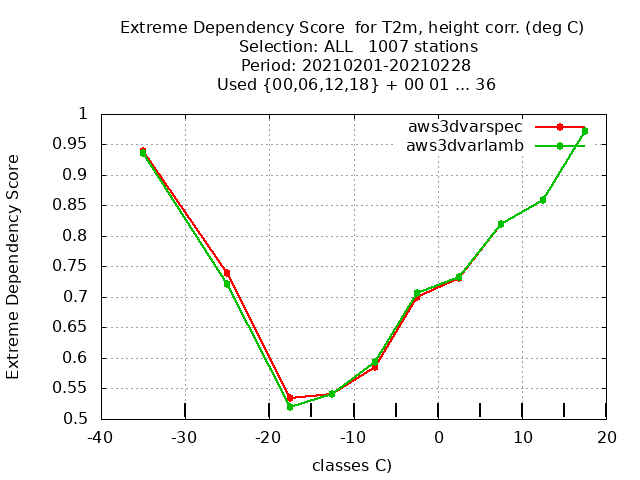 Extreme Dependency Score  for T2m, height corr. (deg C)
Selection: ALL   1007 stations
Period: 20210201-20210228
Used {00,06,12,18} + 00 01 ... 36
Extreme Dependency Score
1
0.95
0.9
0.85
0.8
0.75
0.7
0.65
0.6
0.55
0.5
aws3dvarspec
aws3dvarlamb
-40 -30 -20 -10 0 10 20
classes C)